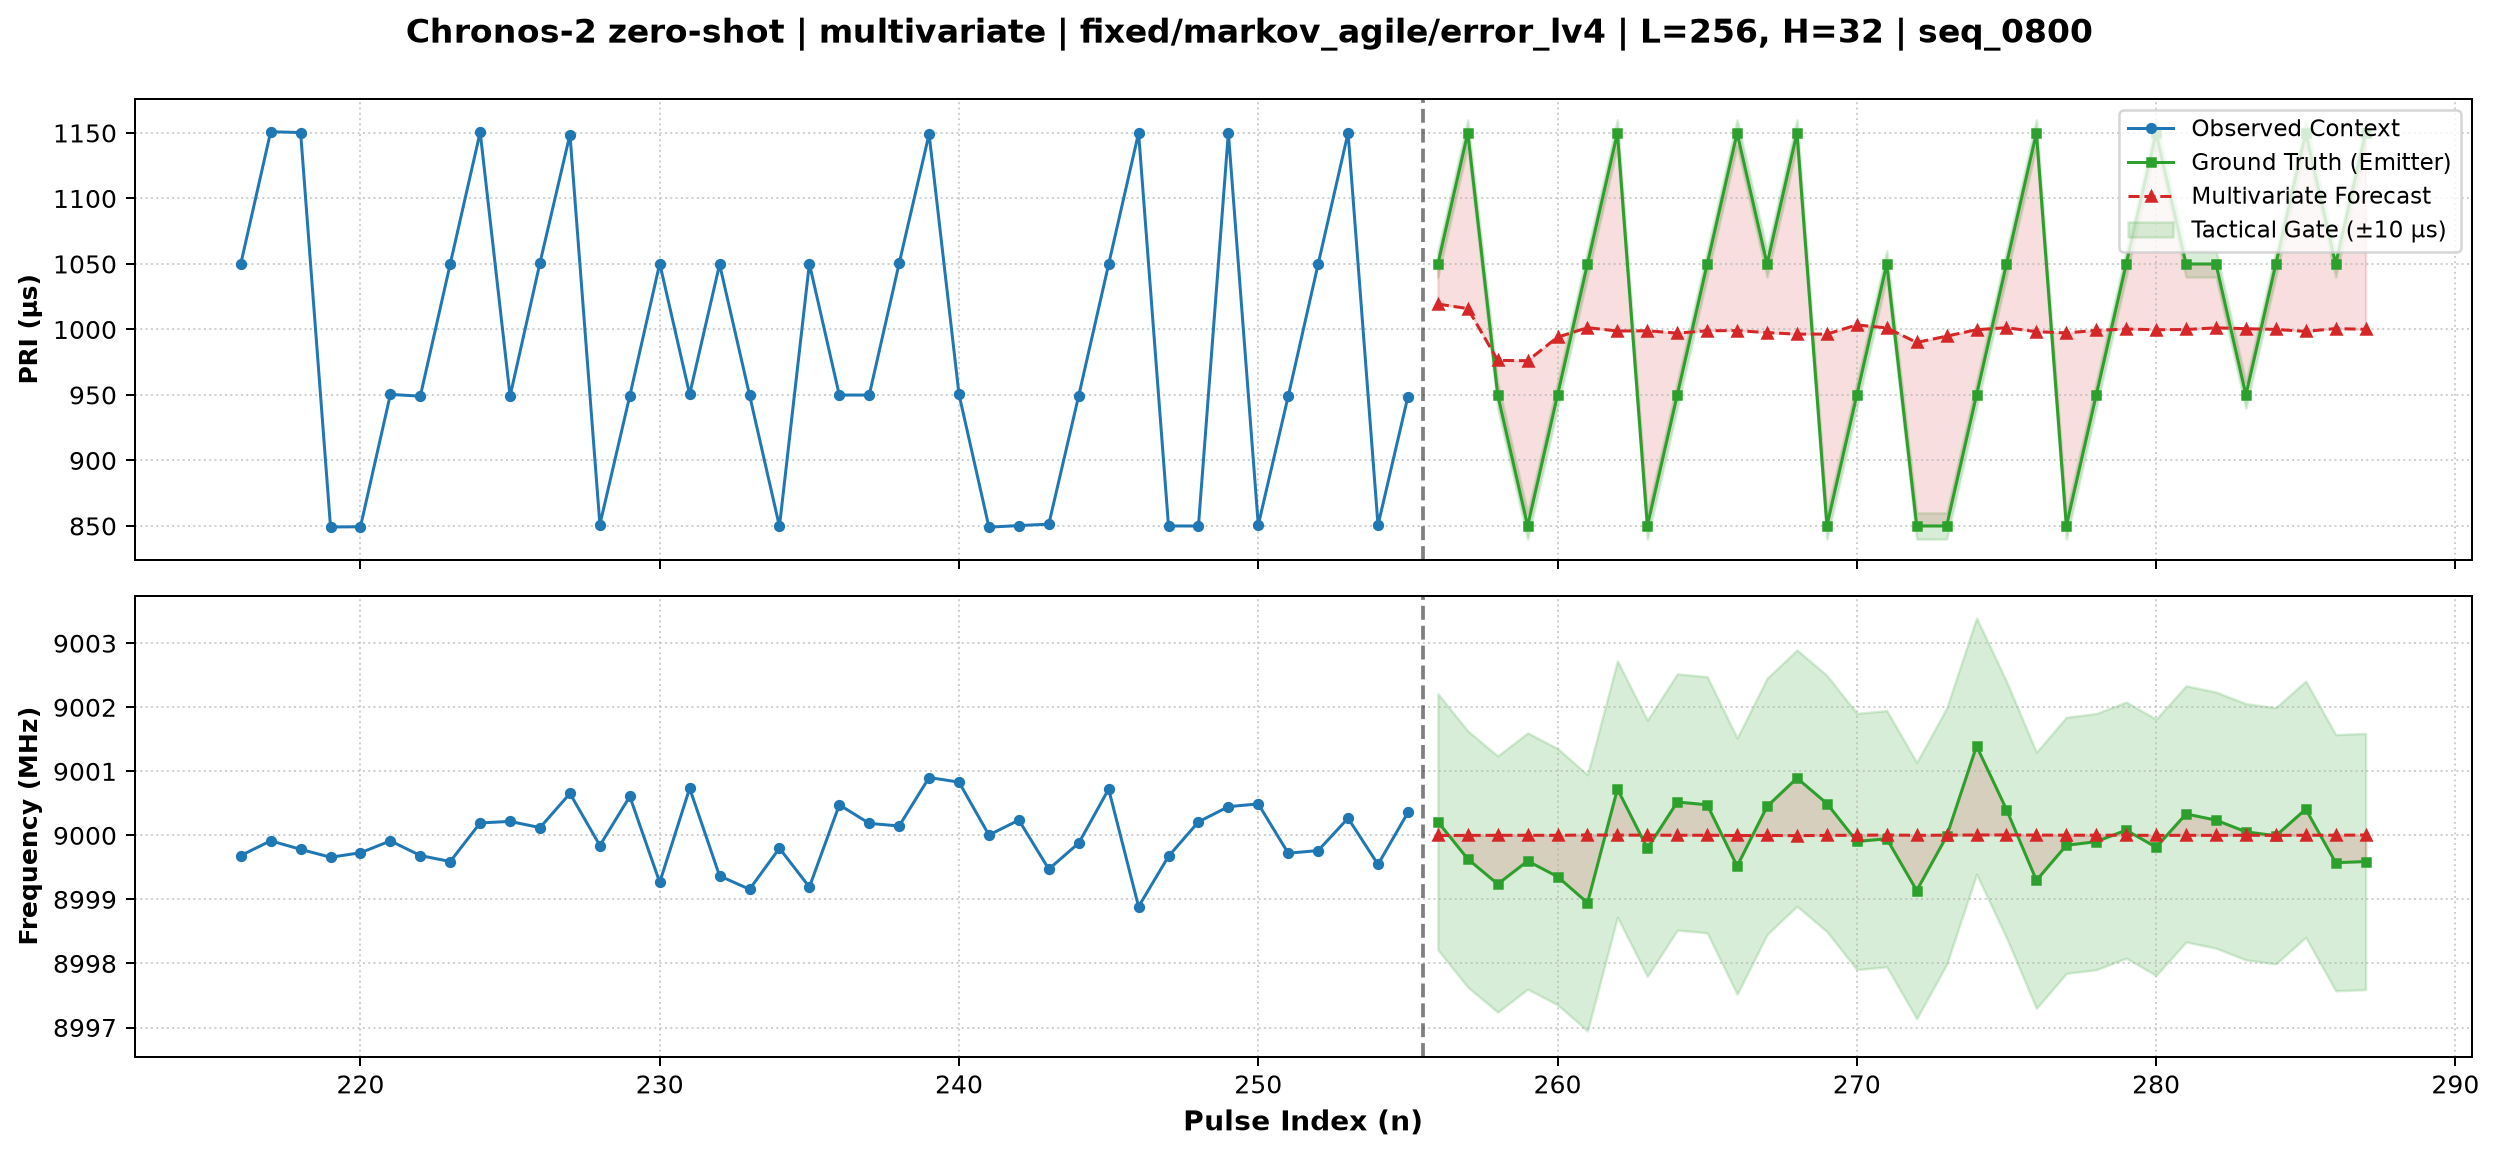 Chronos-2 zero-shot | multivariate | fixed/markov_agile/error_lv4 | L=256, H=32 | seq_0800
PRI (μs)
1150
1100
1050
1000
950
900
850
Observed Context
Ground Truth (Emitter)
Multivariate Forecast
Tactical Gate (±10 μs)
Frequency (MHz)
9003
9002
9001
9000
8999
8998
8997
220
230
240
250
260
270
280
290
Pulse Index (n)